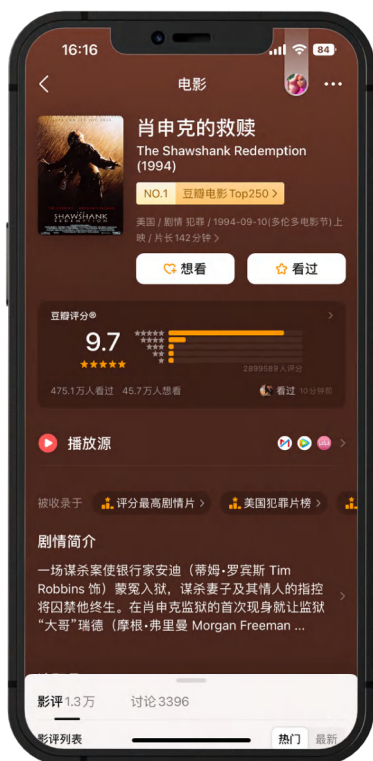 16:16
84
电影
肖申克的救赎
The Shawshank Redemption
(1994)
NO.1 豆瓣电影 Top250 >
美国 / 剧情 犯罪 / 1994-09-10(多伦多电影节) 上
映 / 片长142分钟 >
想看 看过
豆瓣评分®
9.7
2899589人评分
475.1万人看过 45.7万人想看
看过 10分钟前
播放源
被收录于 评分最高剧情片 > 美国犯罪片榜 >
剧情简介
一场谋杀案使银行家安迪（蒂姆•罗宾斯 Tim
Robbins 饰）蒙冤入狱，谋杀妻子及其情人的指控
将囚禁他终生。在肖申克监狱的首次现身就让监狱
“大哥”瑞德（摩根•弗里曼 Morgan Freeman ...
影评 1.3万 讨论 3396
影评列表 热门 最新